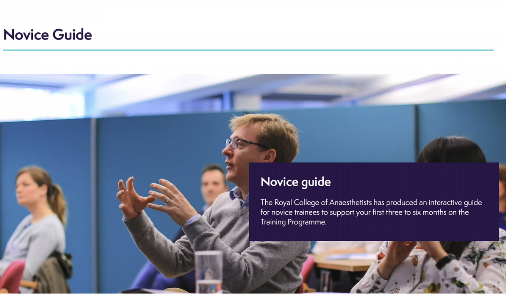 Novice Guide
Novice guide
The Royal College of Anaesthetists has produced an interactive guide
for novice trainees to support your first three to six months on the
Training Programme.